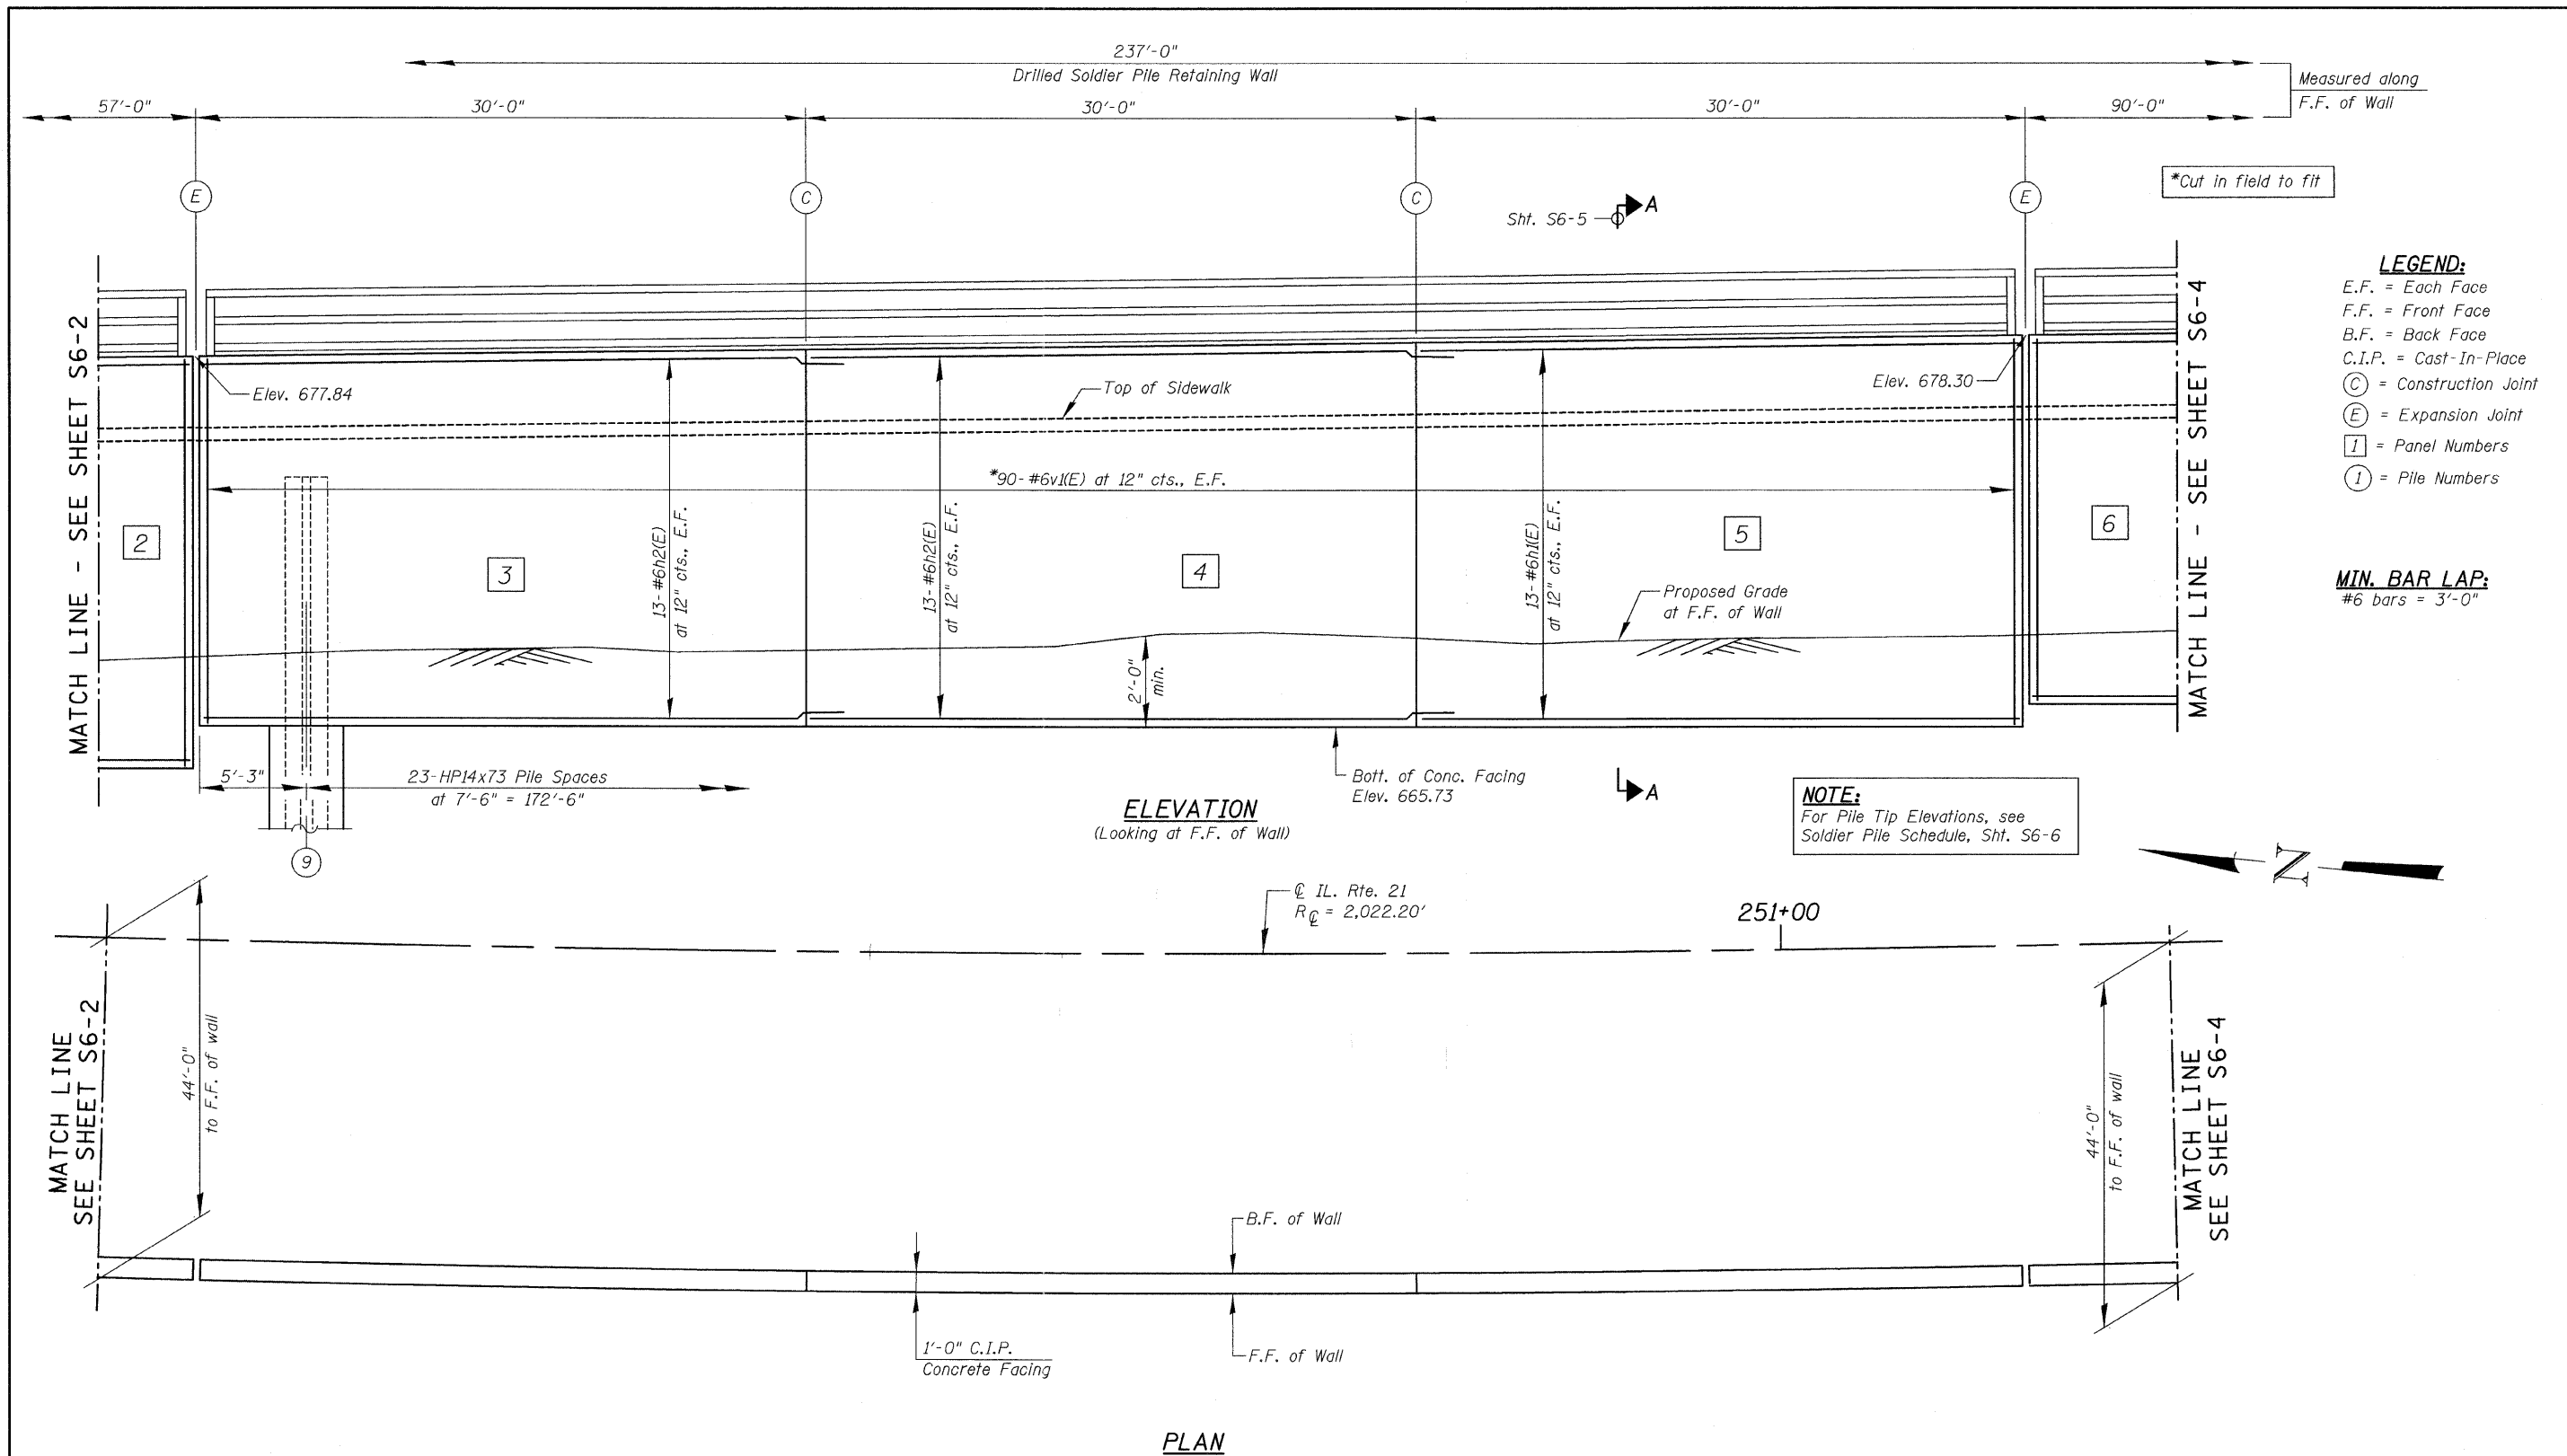 237'-0"
Drilled Soldier Pile Retaining Wall
Measured along
F.F. of Wall
57'-0"
30'-0"
30'-0"
30'-0"
90'-0"
E
C
C
E
*Cut in field to fit
Sht. S6-5
A
LEGEND:
E.F. = Each Face
F.F. = Front Face
B.F. = Back Face
C.I.P. = Cast-In-Place
C = Construction Joint
E = Expansion Joint
1 = Panel Numbers
1 = Pile Numbers
MIN. BAR LAP:
#6 bars = 3'-0"
MATCH LINE - SEE SHEET S6-2
Elev. 677.84
Top of Sidewalk
Elev. 678.30
MATCH LINE - SEE SHEET S6-4
*90-#6v1(E) at 12" cts., E.F.
2
3
13-#6h2(E)
at 12" cts., E.F.
13-#6h2(E)
at 12" cts., E.F.
4
13-#6h1(E)
at 12" cts., E.F.
5
6
Proposed Grade
at F.F. of Wall
2'-0"
min.
5'-3"
23-HP14x73 Pile Spaces
at 7'-6" = 172'-6"
9
Bott. of Conc. Facing
Elev. 665.73
A
ELEVATION
(Looking at F.F. of Wall)
NOTE:
For Pile Tip Elevations, see
Soldier Pile Schedule, Sht. S6-6
N
℄ IL. Rte. 21
R℄ = 2,022.20'
251+00
MATCH LINE
SEE SHEET S6-2
44'-0"
to F.F. of wall
44'-0"
to F.F. of wall
MATCH LINE
SEE SHEET S6-4
B.F. of Wall
1'-0" C.I.P.
Concrete Facing
F.F. of Wall
PLAN